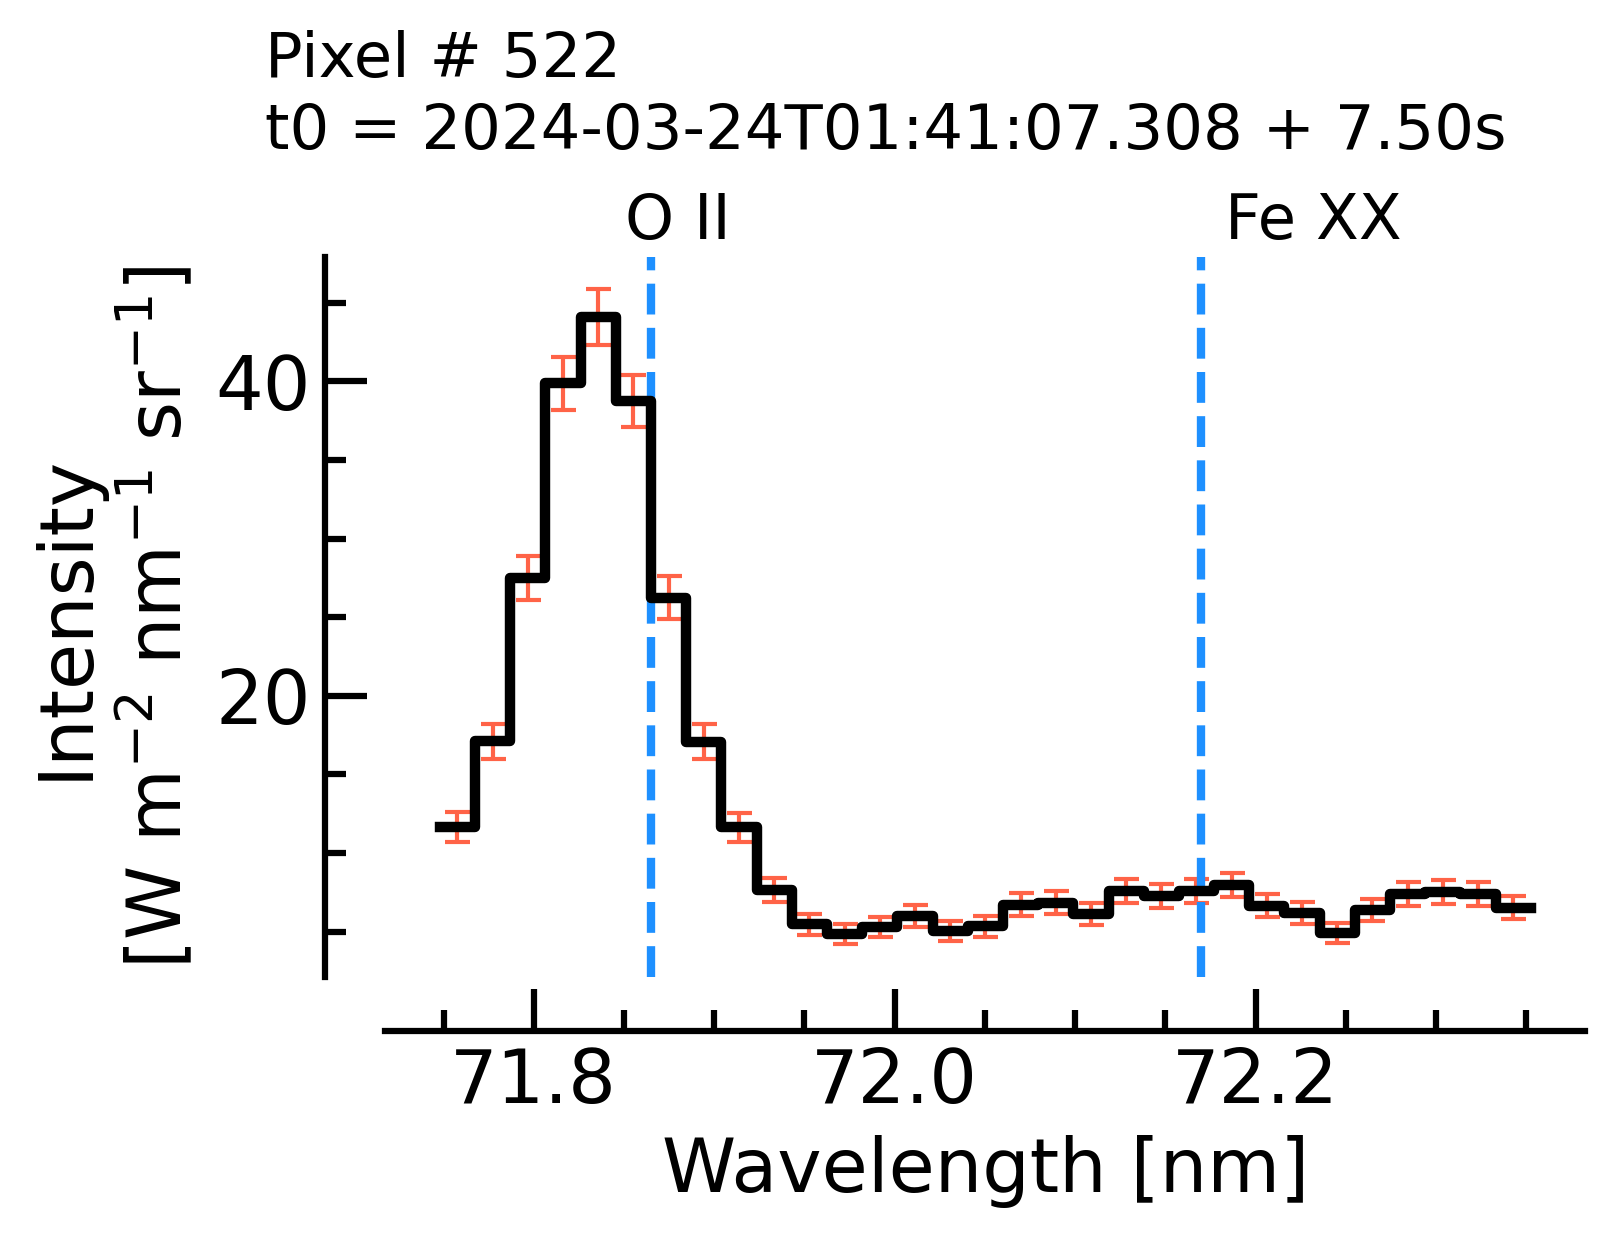 Pixel # 522
t0 = 2024-03-24T01:41:07.308 + 7.50s
O II
Fe XX
Intensity
[W m⁻² nm⁻¹ sr⁻¹]
40
20
71.8
72.0
72.2
Wavelength [nm]